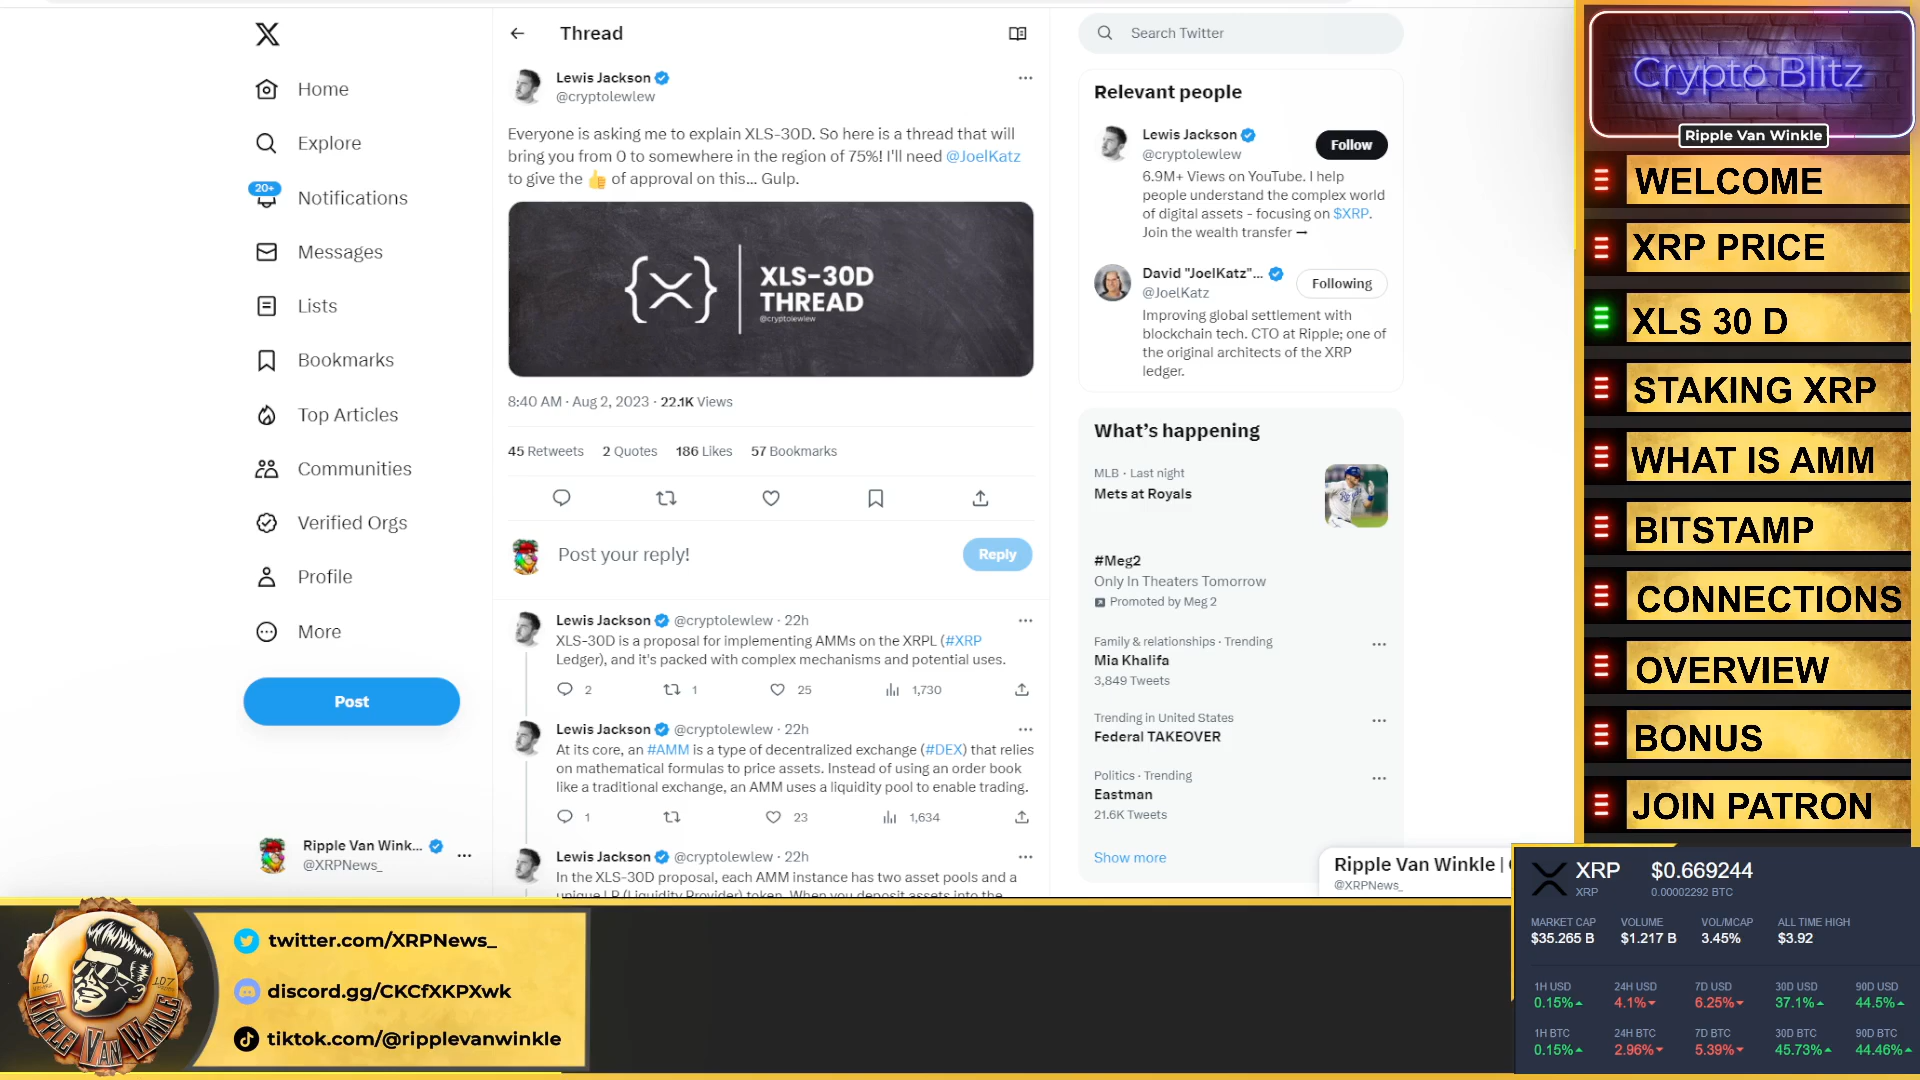 Home
Explore
20+
Notifications
Messages
Lists
Bookmarks
Top Articles
Communities
Verified Orgs
Profile
More
Post
Ripple Van Wink...
@XRPNews_
Thread
Lewis Jackson
@cryptolewlew
Everyone is asking me to explain XLS-30D. So here is a thread that will
bring you from 0 to somewhere in the region of 75%! I'll need @JoelKatz
to give the 👍 of approval on this... Gulp.
XLS-30D
THREAD
@cryptolewlew
8:40 AM · Aug 2, 2023 · 22.1K Views
45 Retweets 2 Quotes 186 Likes 57 Bookmarks
Post your reply!
Reply
Lewis Jackson @cryptolewlew · 22h
XLS-30D is a proposal for implementing AMMs on the XRPL (#XRP
Ledger), and it's packed with complex mechanisms and potential uses.
2 1 25 1,730
Lewis Jackson @cryptolewlew · 22h
At its core, an #AMM is a type of decentralized exchange (#DEX) that relies
on mathematical formulas to price assets. Instead of using an order book
like a traditional exchange, an AMM uses a liquidity pool to enable trading.
1 23 1,634
Lewis Jackson @cryptolewlew · 22h
In the XLS-30D proposal, each AMM instance has two asset pools and a
unique LP (Liquidity Provider) token. When you deposit assets into the
Search Twitter
Relevant people
Lewis Jackson
@cryptolewlew
Follow
6.9M+ Views on YouTube. I help
people understand the complex world
of digital assets - focusing on $XRP.
Join the wealth transfer →
David "JoelKatz"...
@JoelKatz
Following
Improving global settlement with
blockchain tech. CTO at Ripple; one of
the original architects of the XRP
ledger.
What's happening
MLB · Last night
Mets at Royals
#Meg2
Only In Theaters Tomorrow
Promoted by Meg 2
Family & relationships · Trending
Mia Khalifa
3,849 Tweets
Trending in United States
Federal TAKEOVER
Politics · Trending
Eastman
21.6K Tweets
Show more
Ripple Van Winkle |
@XRPNews_
Crypto Blitz
Ripple Van Winkle
WELCOME
XRP PRICE
XLS 30 D
STAKING XRP
WHAT IS AMM
BITSTAMP
CONNECTIONS
OVERVIEW
BONUS
JOIN PATRON
XRP $0.669244
XRP 0.00002292 BTC
MARKET CAP VOLUME VOL/MCAP ALL TIME HIGH
$35.265 B $1.217 B 3.45% $3.92
1H USD 24H USD 7D USD 30D USD 90D USD
0.15% 4.1% 6.25% 37.1% 44.5%
1H BTC 24H BTC 7D BTC 30D BTC 90D BTC
0.15% 2.96% 5.39% 45.73% 44.46%
RIPPLE VAN WINKLE
twitter.com/XRPNews_
discord.gg/CKCfXKPXwk
tiktok.com/@ripplevanwinkle